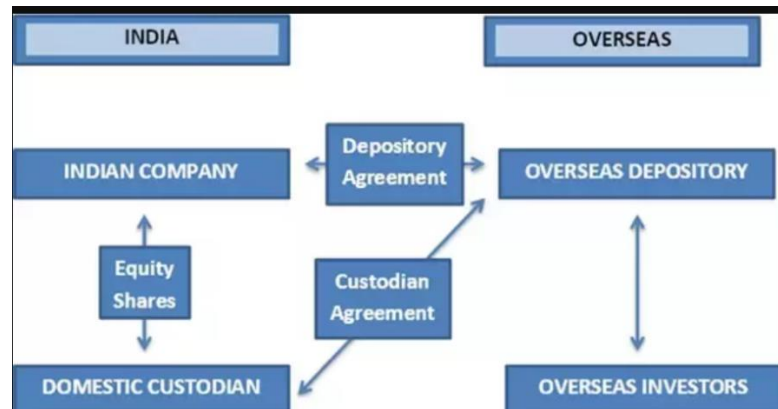 INDIA
OVERSEAS
Depository
Agreement
INDIAN COMPANY
OVERSEAS DEPOSITORY
Equity
Shares
Custodian
Agreement
DOMESTIC CUSTODIAN
OVERSEAS INVESTORS